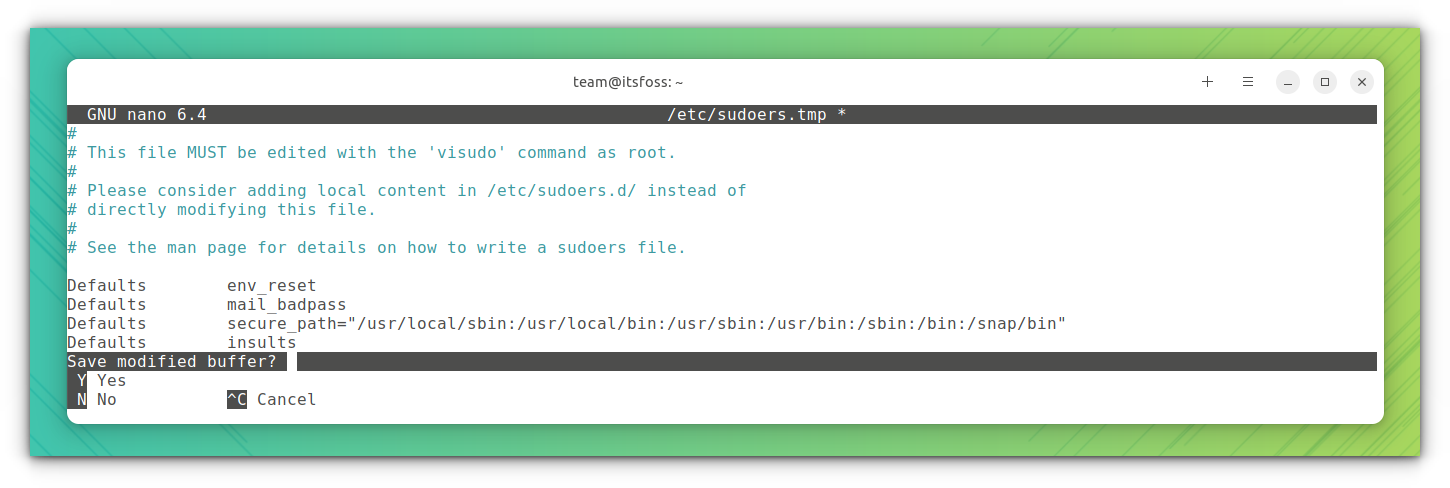 team@itsfoss: ~
GNU nano 6.4 /etc/sudoers.tmp *
#
# This file MUST be edited with the 'visudo' command as root.
#
# Please consider adding local content in /etc/sudoers.d/ instead of
# directly modifying this file.
#
# See the man page for details on how to write a sudoers file.
Defaults env_reset
Defaults mail_badpass
Defaults secure_path="/usr/local/sbin:/usr/local/bin:/usr/sbin:/usr/bin:/sbin:/bin:/snap/bin"
Defaults insults
Save modified buffer?
Y Yes
N No ^C Cancel